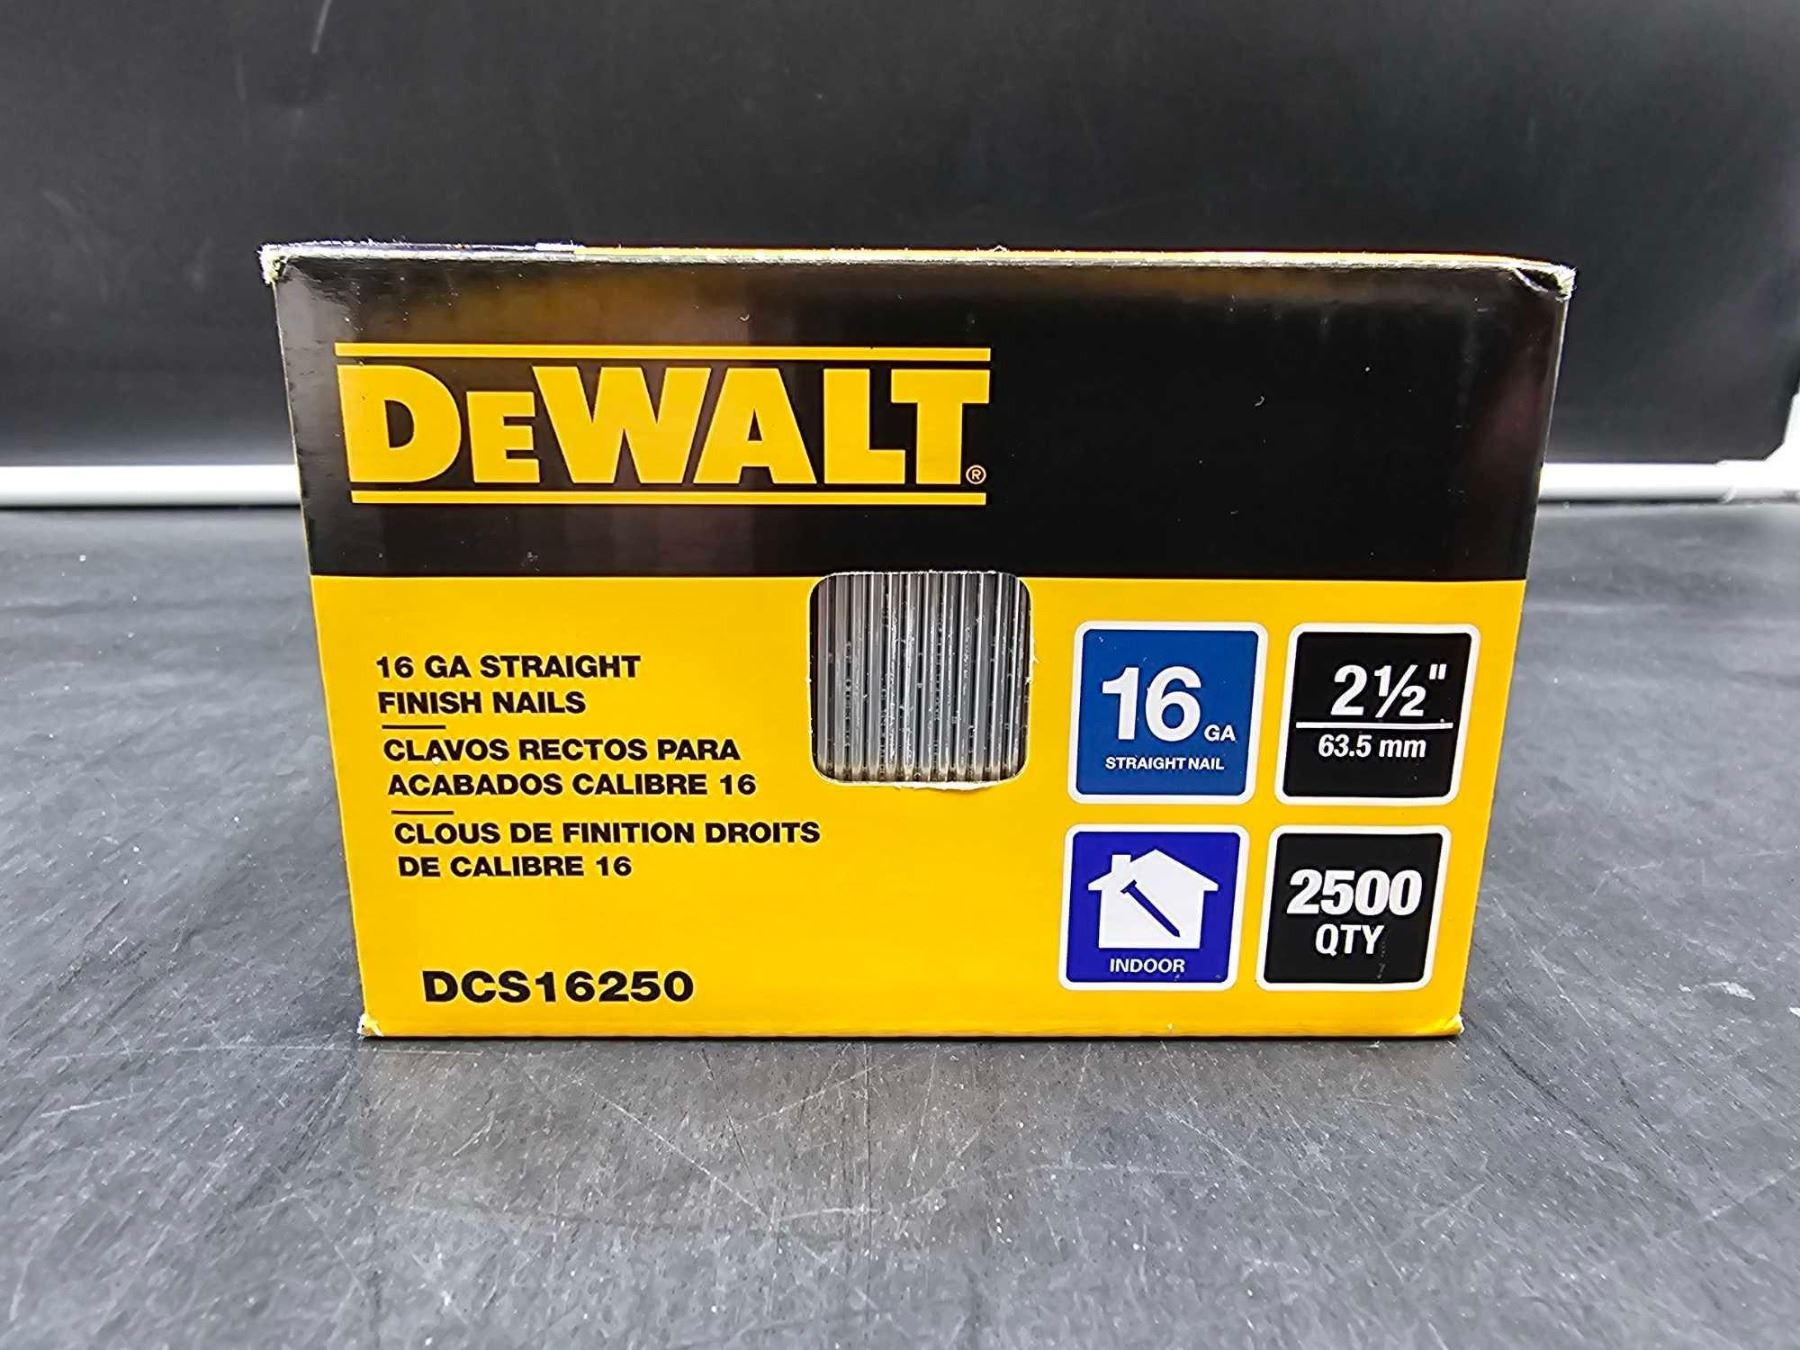 DEWALT®
16 GA STRAIGHT
FINISH NAILS
CLAVOS RECTOS PARA
ACABADOS CALIBRE 16
CLOUS DE FINITION DROITS
DE CALIBRE 16
DCS16250
16 GA
STRAIGHT NAIL
2½"
63.5 mm
INDOOR
2500
QTY